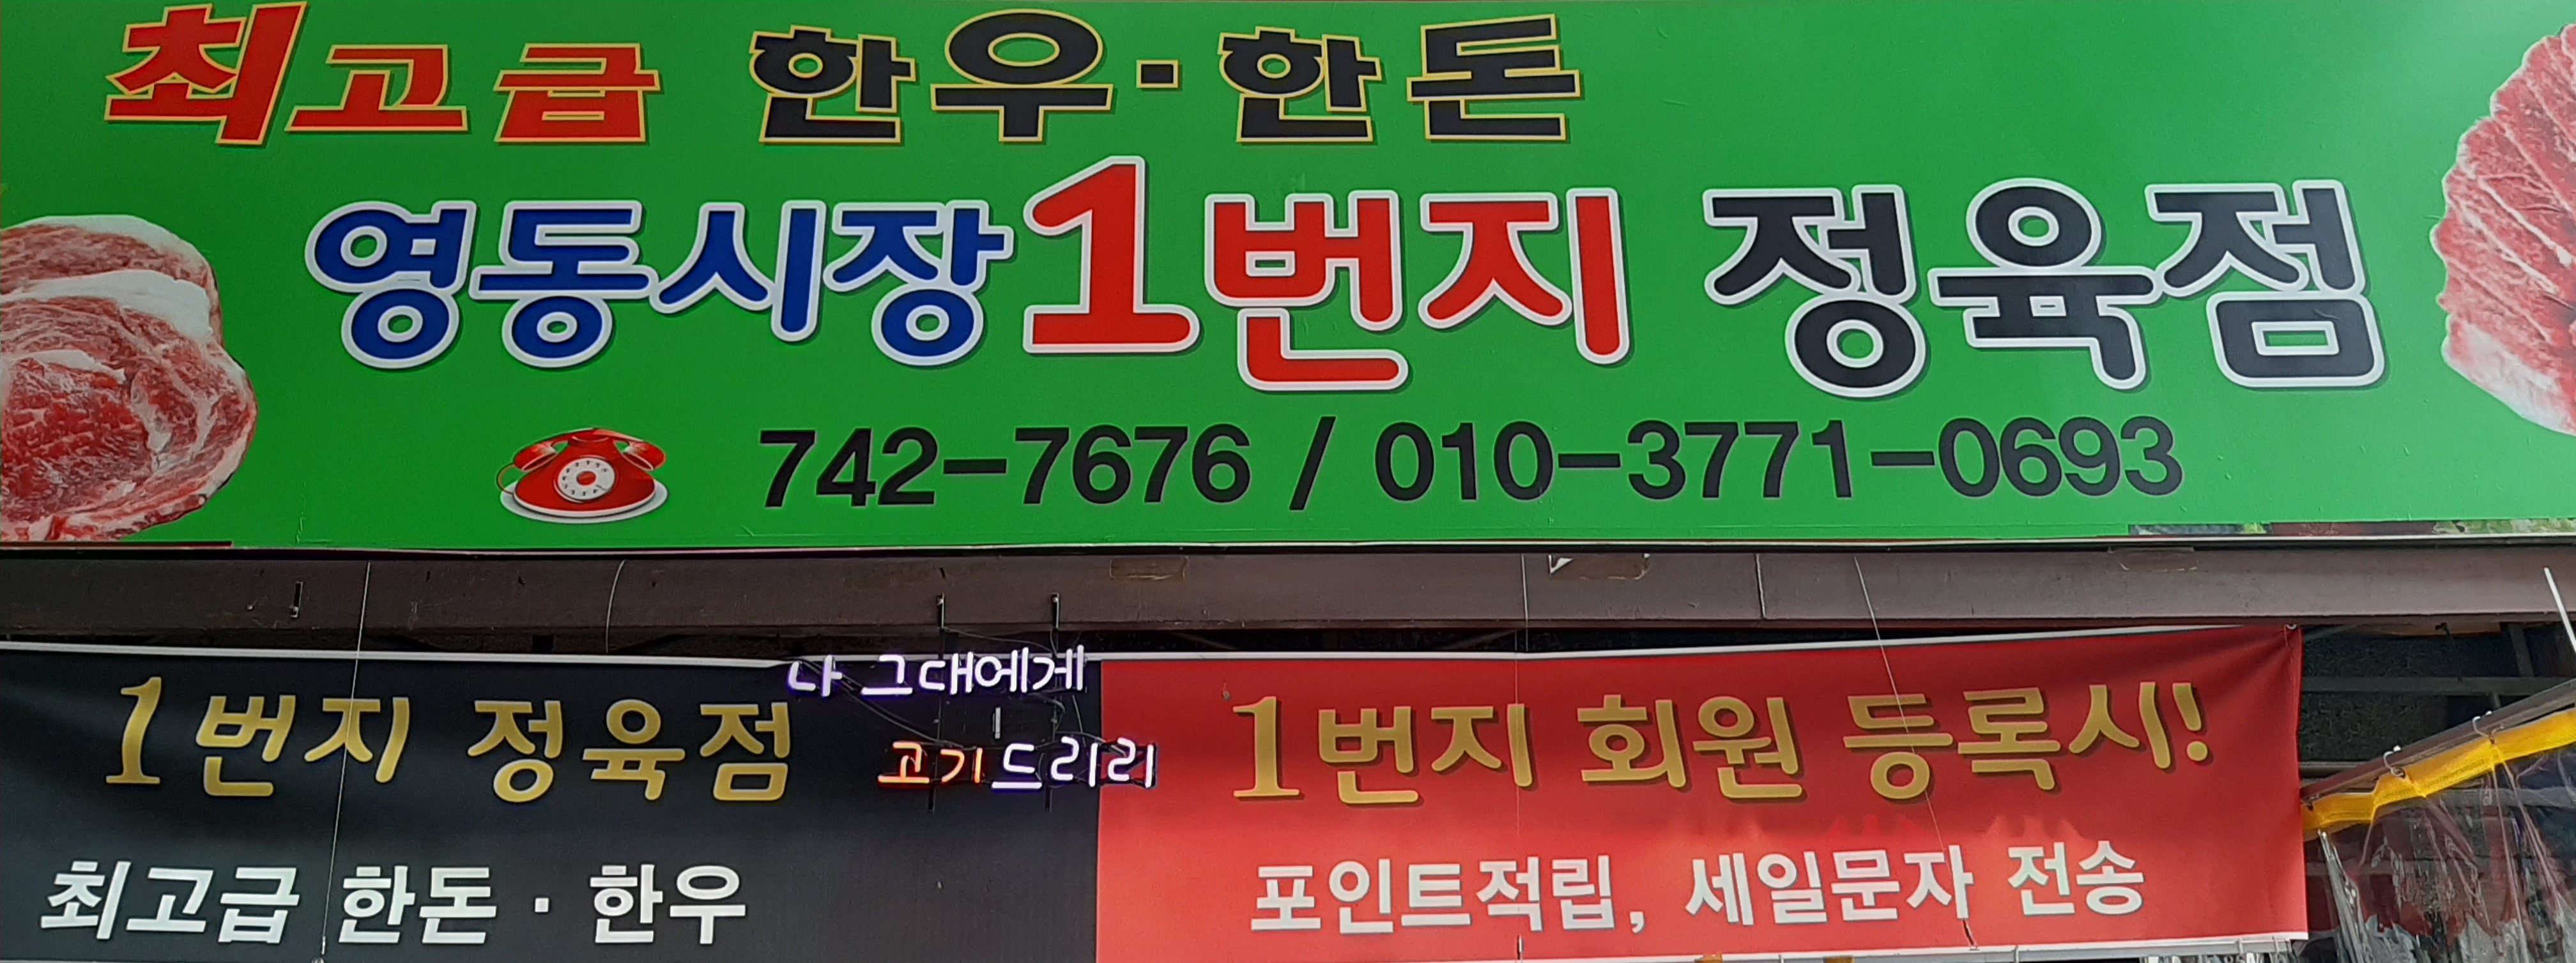 최고급 한우·한돈
영동시장1번지 정육점
742-7676 / 010-3771-0693
나 그대에게
고기드리리
1번지 정육점
최고급 한돈·한우
1번지 회원 등록시!
포인트적립, 세일문자 전송